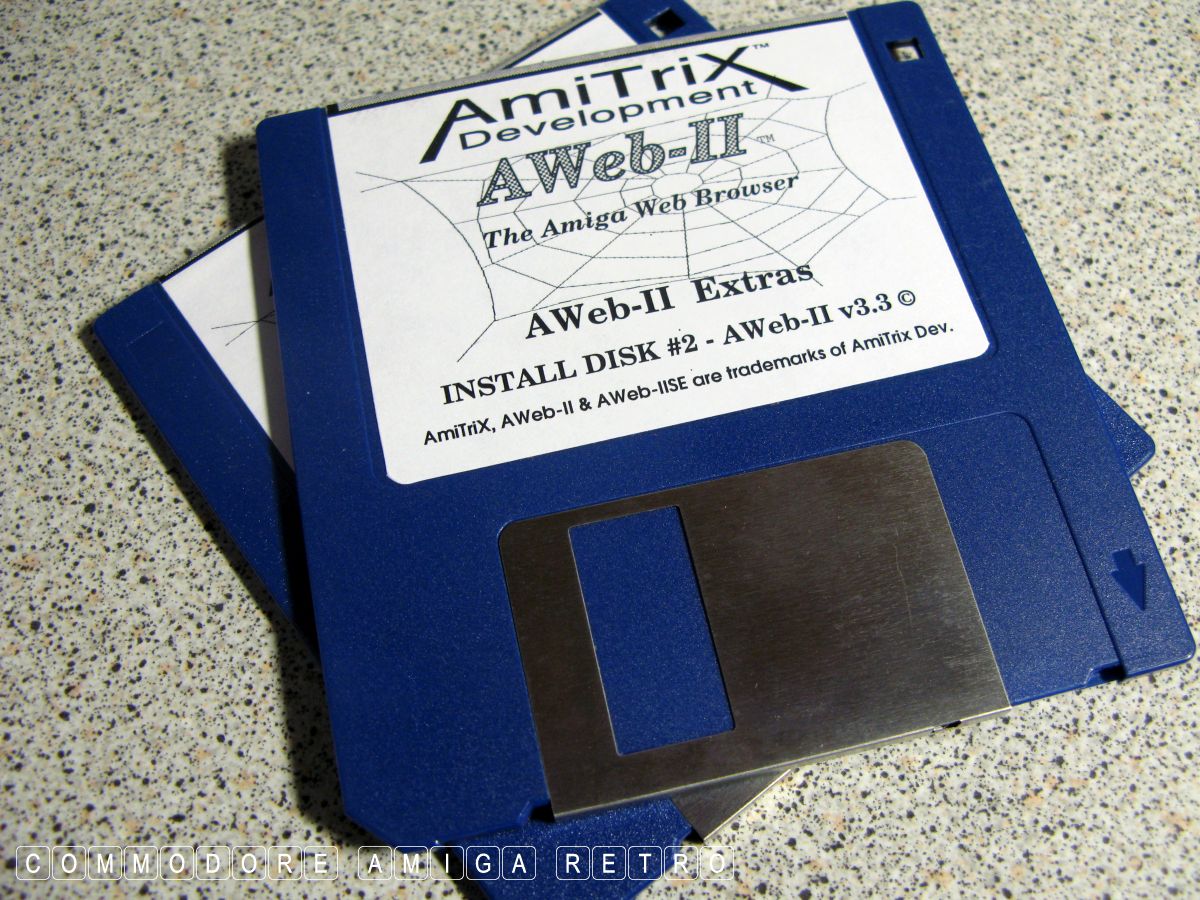 AmiTriX™
Development
AWeb-II™
The Amiga Web Browser
AWeb-II Extras
INSTALL DISK #2 - AWeb-II v3.3 ©
AmiTriX, AWeb-II & AWeb-IISE are trademarks of AmiTrix Dev.
COMMODORE AMIGA RETRO